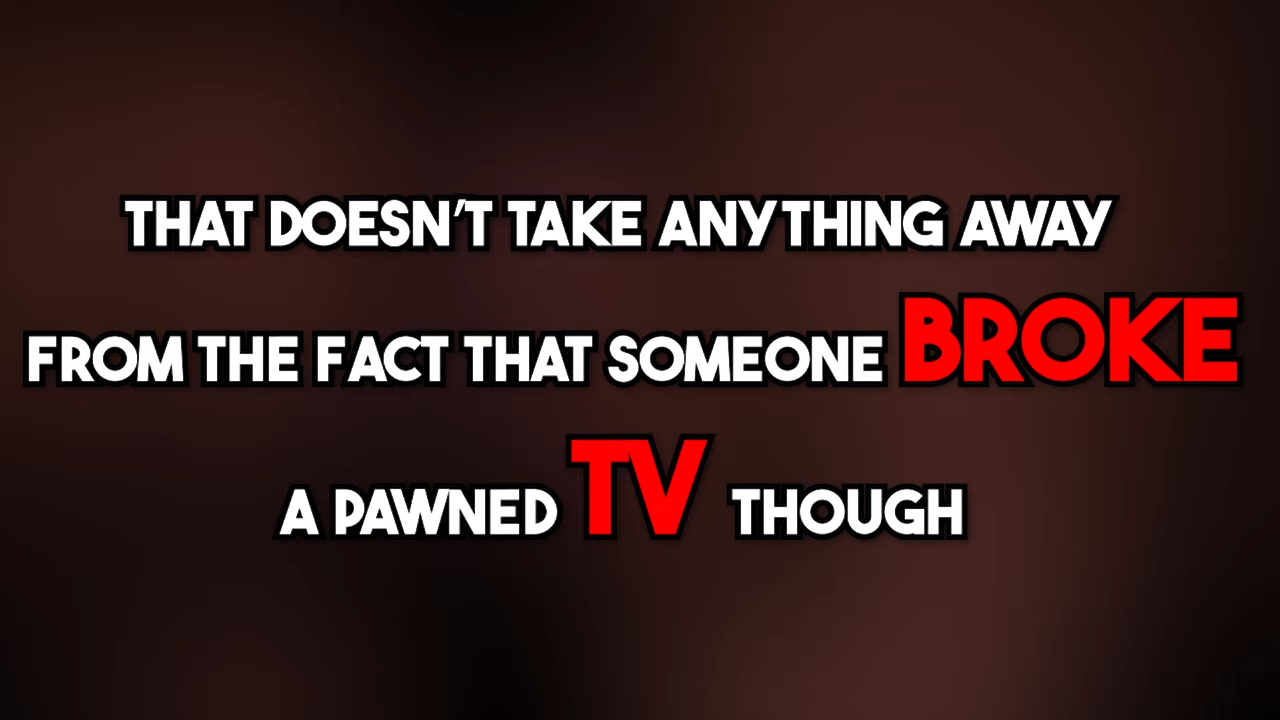 THAT DOESN'T TAKE ANYTHING AWAY
FROM THE FACT THAT SOMEONE BROKE
A PAWNED TV THOUGH